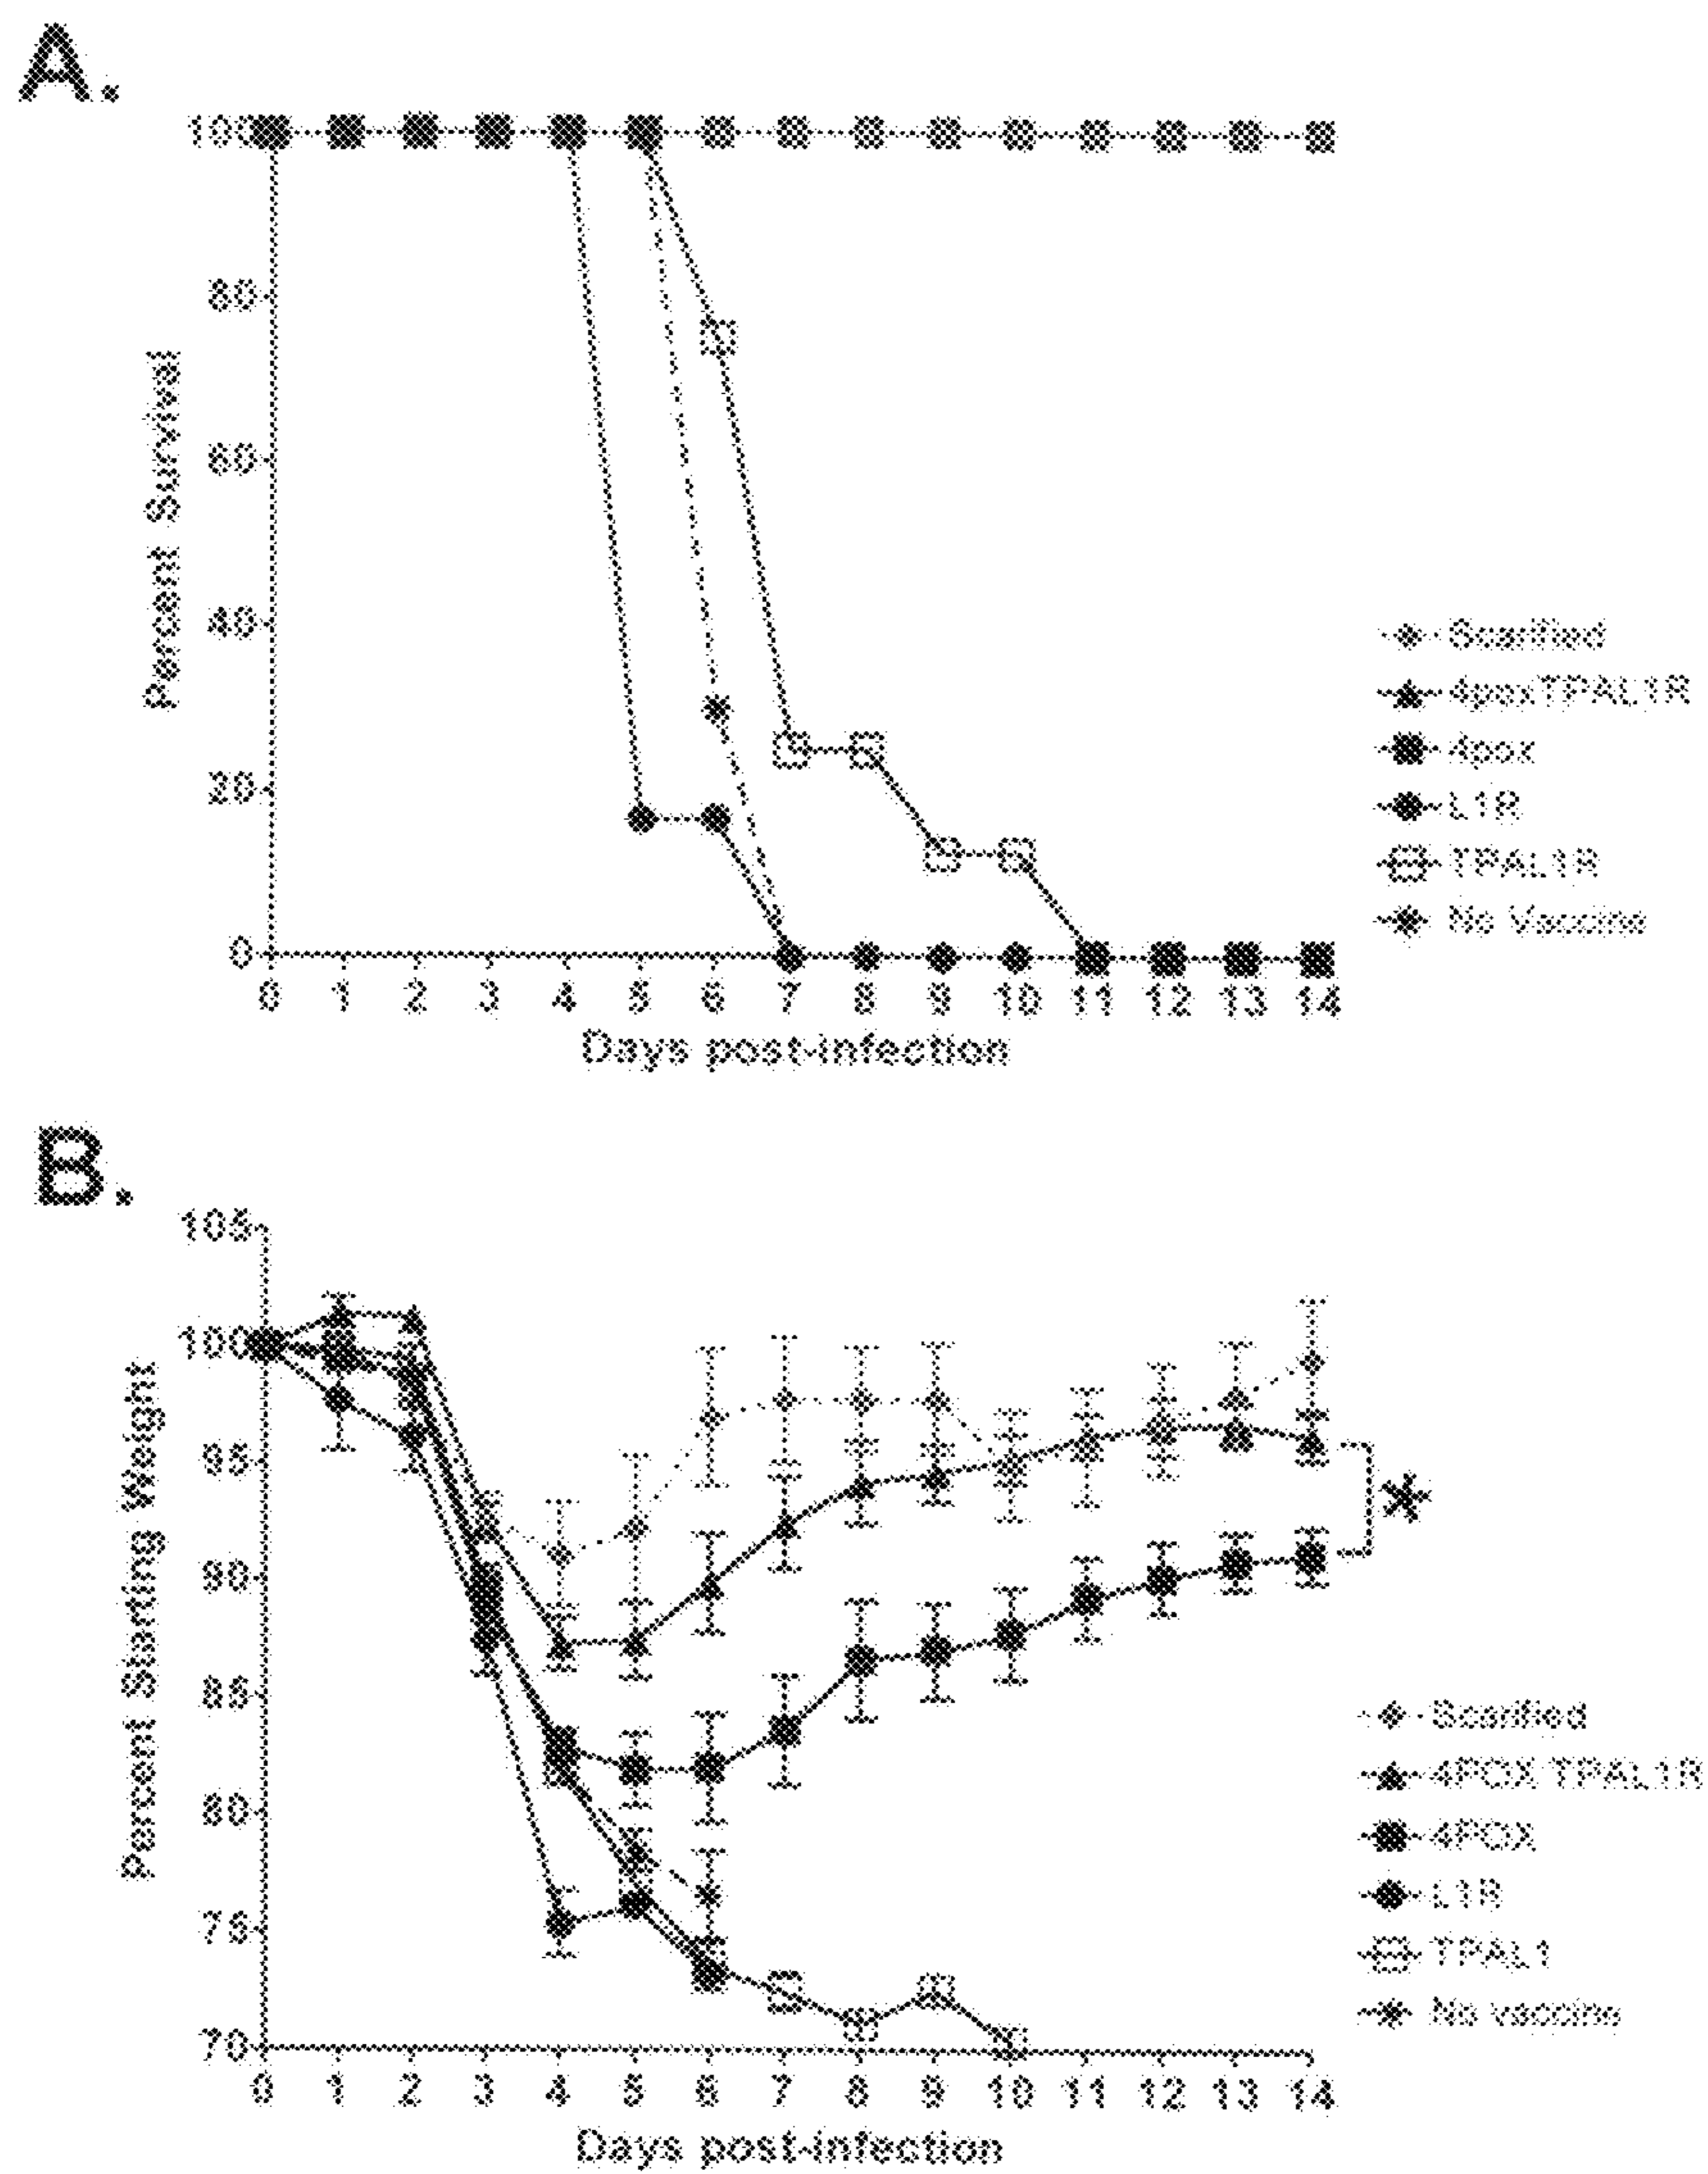 A.
100
80
60
40
20
0
Percent Survival
0 1 2 3 4 5 6 7 8 9 10 11 12 13 14
Days post-infection
Scarified
4poxTPAL1R
4pox
L1R
TPAL1R
No Vaccine
B.
105
100
95
90
85
80
75
70
Percent Starting Weight
0 1 2 3 4 5 6 7 8 9 10 11 12 13 14
Days post-infection
*
Scarified
4POX TPAL1R
4POX
L1R
TPAL1
No vaccine